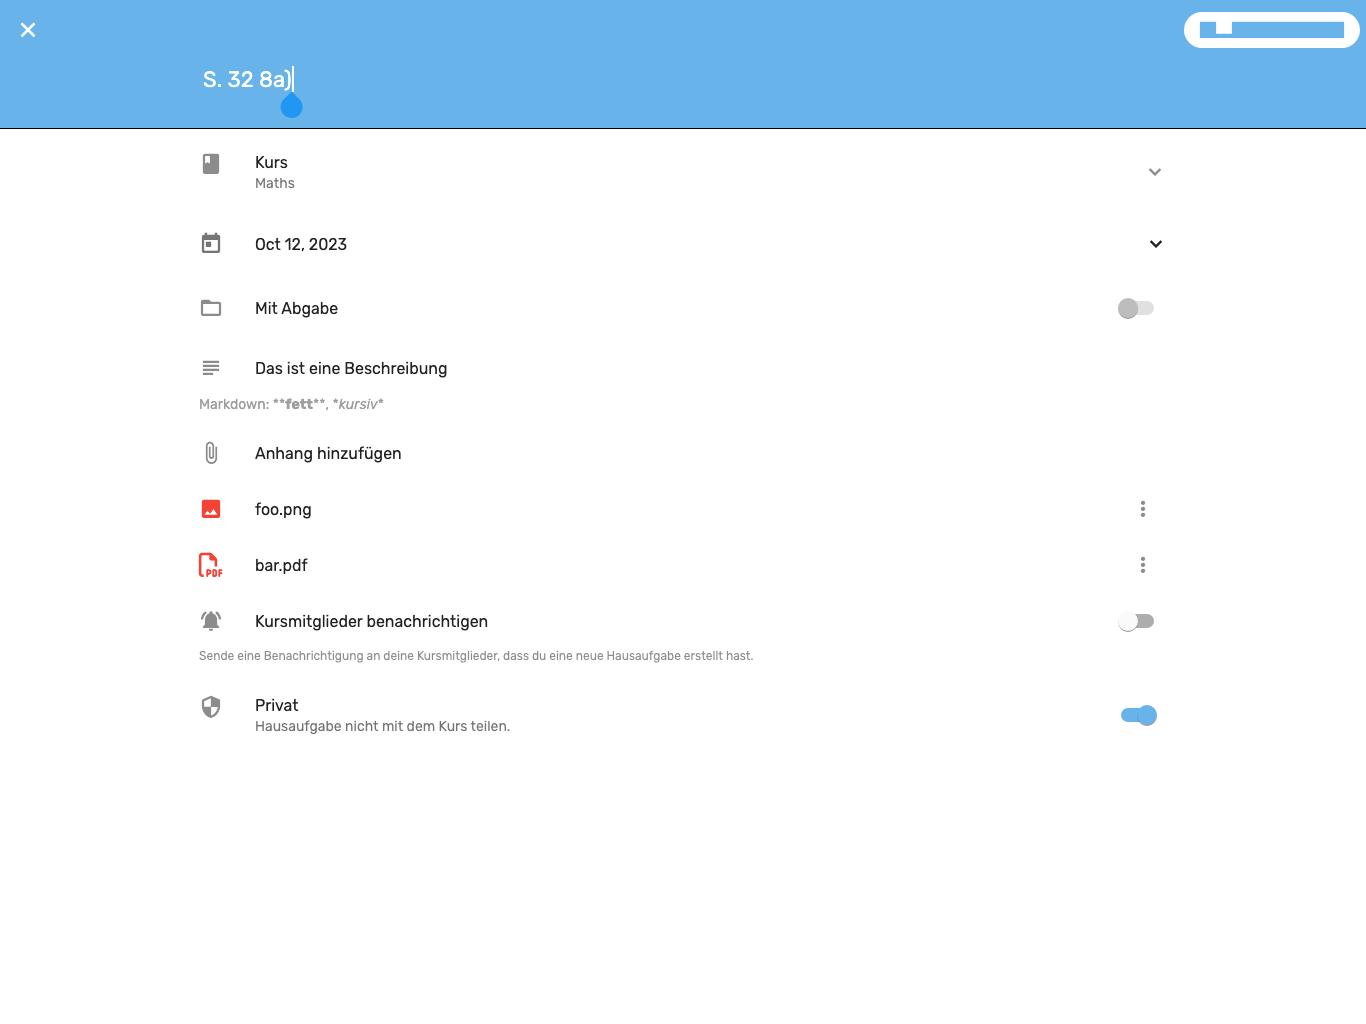 S. 32 8a)
Kurs
Maths
Oct 12, 2023
Mit Abgabe
Das ist eine Beschreibung
Markdown: **fett**, *kursiv*
Anhang hinzufügen
foo.png
PDF
bar.pdf
Kursmitglieder benachrichtigen
Sende eine Benachrichtigung an deine Kursmitglieder, dass du eine neue Hausaufgabe erstellt hast.
Privat
Hausaufgabe nicht mit dem Kurs teilen.